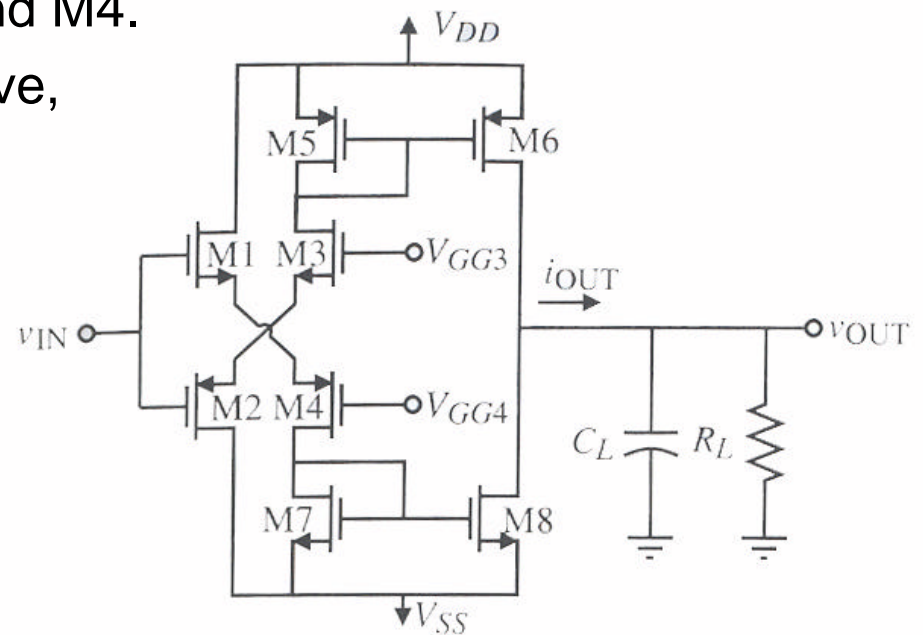 nd M4.
ve,
VDD
M5
M6
M1 M3
VGG3
iOUT
vIN
vOUT
M2 M4
VGG4
CL RL
M7
M8
VSS